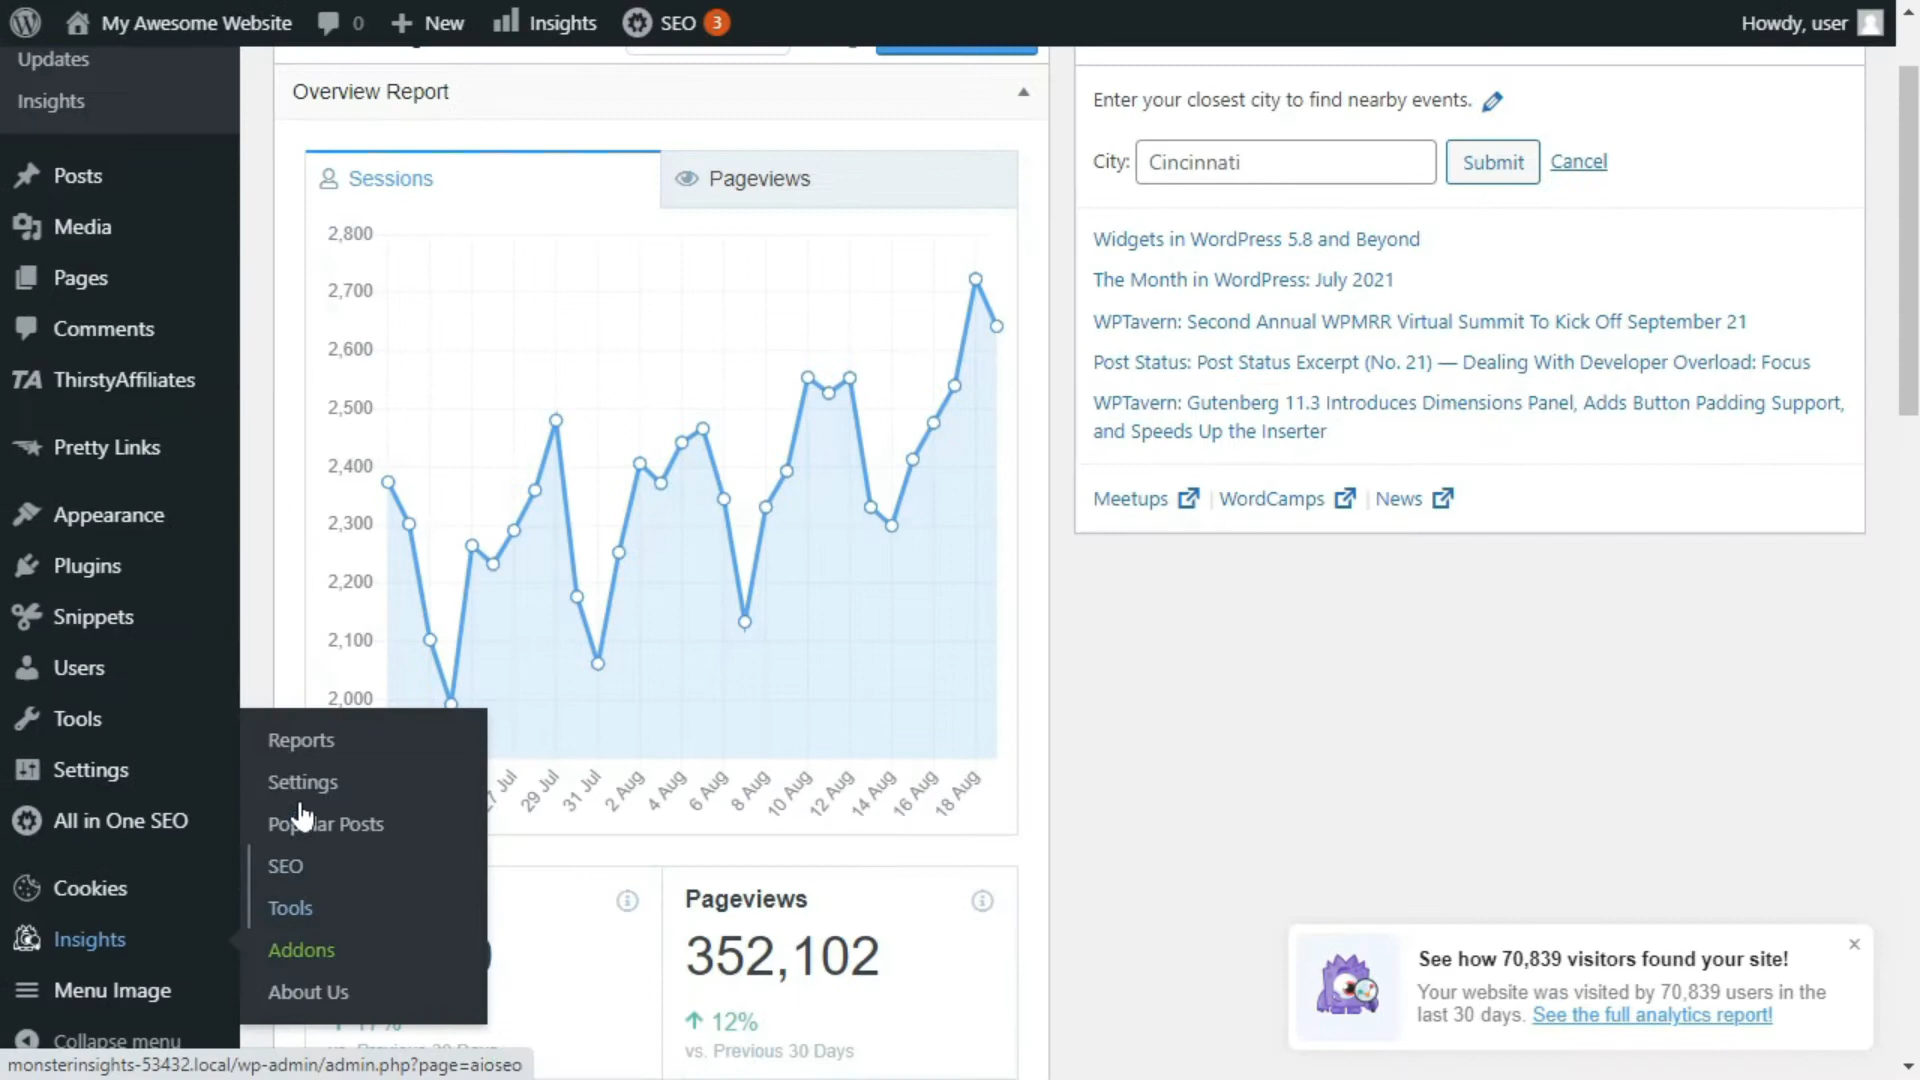 My Awesome Website 0 + New Insights SEO 3 Howdy, user
Updates
Insights
Posts
Media
Pages
Comments
TA ThirstyAffiliates
Pretty Links
Appearance
Plugins
Snippets
Users
Tools
Settings
All in One SEO
Cookies
Insights
Menu Image
Collapse menu
Reports
Settings
Popular Posts
SEO
Tools
Addons
About Us
Overview Report
Sessions
Pageviews
2,800
2,700
2,600
2,500
2,400
2,300
2,200
2,100
2,000
27 Jul
29 Jul
31 Jul
2 Aug
4 Aug
6 Aug
8 Aug
10 Aug
12 Aug
14 Aug
16 Aug
18 Aug
Pageviews
352,102
12%
vs. Previous 30 Days
Enter your closest city to find nearby events.
City: Cincinnati Submit Cancel
Widgets in WordPress 5.8 and Beyond
The Month in WordPress: July 2021
WPTavern: Second Annual WPMRR Virtual Summit To Kick Off September 21
Post Status: Post Status Excerpt (No. 21) — Dealing With Developer Overload: Focus
WPTavern: Gutenberg 11.3 Introduces Dimensions Panel, Adds Button Padding Support,
and Speeds Up the Inserter
Meetups | WordCamps | News
See how 70,839 visitors found your site!
Your website was visited by 70,839 users in the
last 30 days. See the full analytics report!
monsterinsights-53432.local/wp-admin/admin.php?page=aioseo